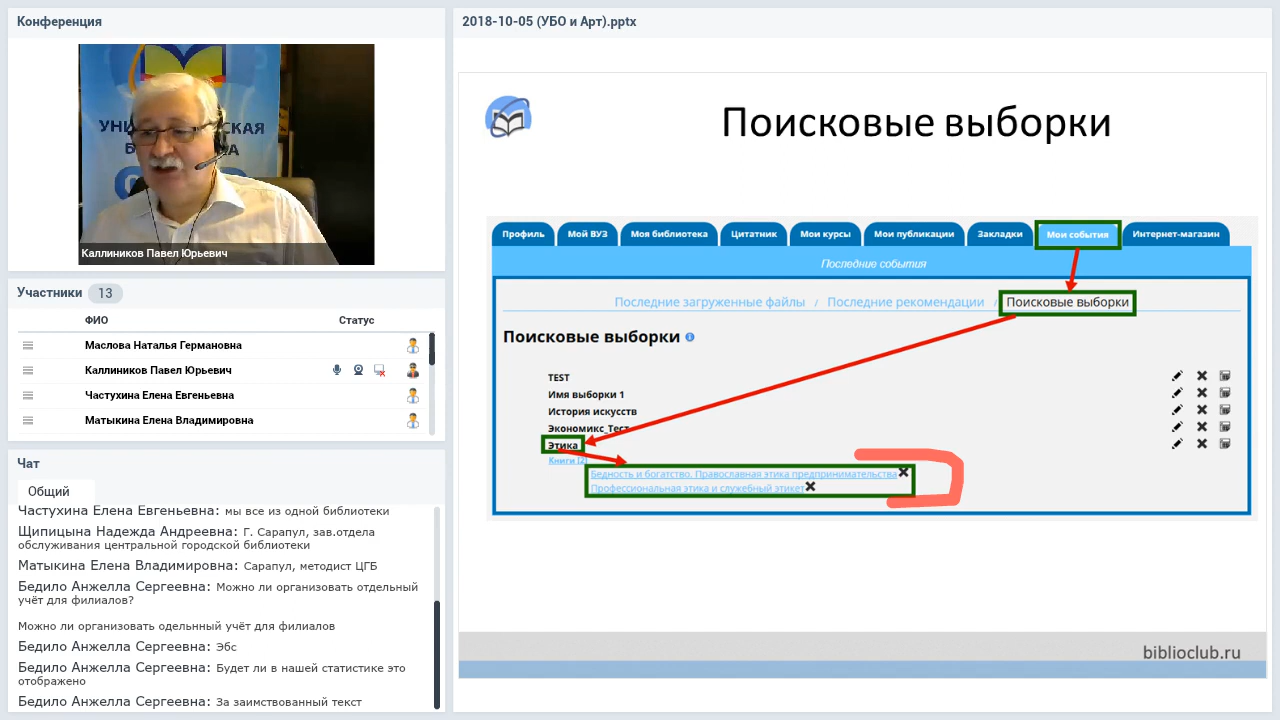 Конференция
Каллиников Павел Юрьевич
Участники 13
ФИО Статус
Маслова Наталья Германовна
Каллиников Павел Юрьевич
Частухина Елена Евгеньевна
Матыкина Елена Владимировна
Чат
Общий
Частухина Елена Евгеньевна: мы все из одной библиотеки
Щипицына Надежда Андреевна: Г. Сарапул, зав.отдела
обслуживания центральной городской библиотеки
Матыкина Елена Владимировна: Сарапул, методист ЦГБ
Бедило Анжелла Сергеевна: Можно ли организовать отдельный
учёт для филиалов?
Можно ли организовать одельнный учёт для филиалов
Бедило Анжелла Сергеевна: Эбс
Бедило Анжелла Сергеевна: Будет ли в нашей статистике это
отображено
Бедило Анжелла Сергеевна: За заимствованный текст
2018-10-05 (УБО и Арт).pptx
Поисковые выборки
Профиль Мой ВУЗ Моя библиотека Цитатник Мои курсы Мои публикации Закладки Мои события Интернет-магазин
Последние события
Последние загруженные файлы / Последние рекомендации / Поисковые выборки
Поисковые выборки
TEST
Имя выборки 1
История искусств
Экономикс_Тест
Этика
Книги (2)
Бедность и богатство. Православная этика предпринимательства
Профессиональная этика и служебный этикет
biblioclub.ru